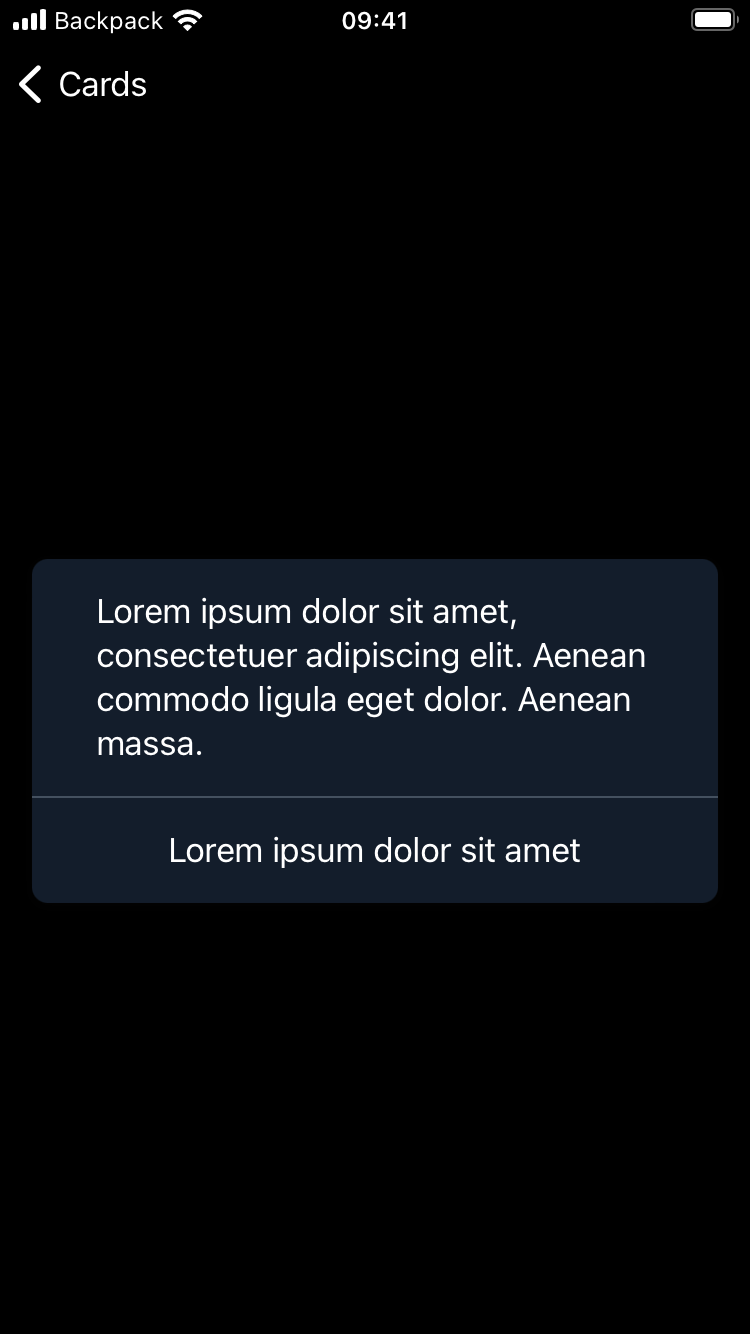 Backpack 09:41
Cards
Lorem ipsum dolor sit amet,
consectetuer adipiscing elit. Aenean
commodo ligula eget dolor. Aenean
massa.
Lorem ipsum dolor sit amet